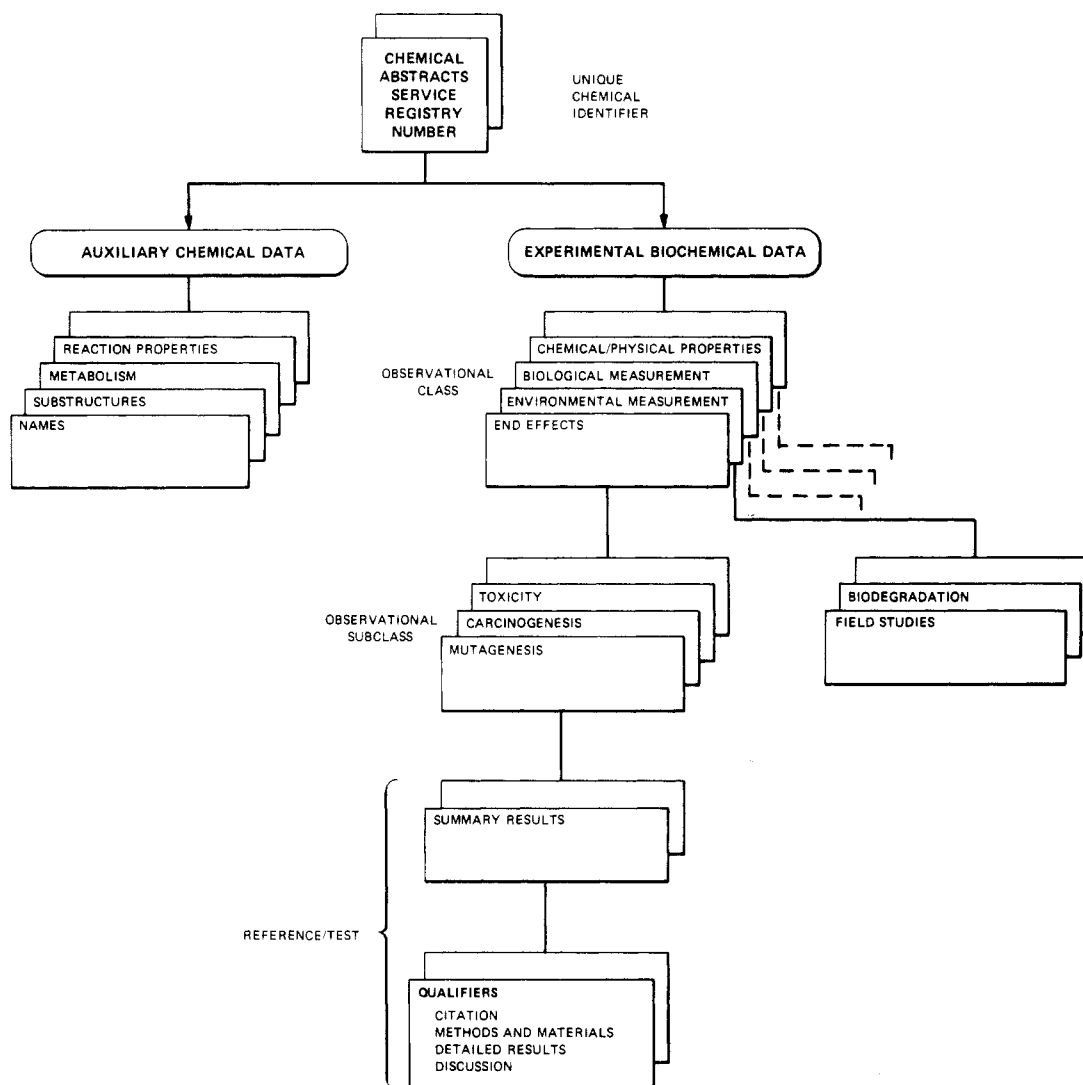 CHEMICAL
ABSTRACTS
SERVICE
REGISTRY
NUMBER
UNIQUE
CHEMICAL
IDENTIFIER
AUXILIARY CHEMICAL DATA
EXPERIMENTAL BIOCHEMICAL DATA
REACTION PROPERTIES
METABOLISM
SUBSTRUCTURES
NAMES
OBSERVATIONAL
CLASS
CHEMICAL/PHYSICAL PROPERTIES
BIOLOGICAL MEASUREMENT
ENVIRONMENTAL MEASUREMENT
END EFFECTS
OBSERVATIONAL
SUBCLASS
TOXICITY
CARCINOGENESIS
MUTAGENESIS
BIODEGRADATION
FIELD STUDIES
REFERENCE/TEST
SUMMARY RESULTS
QUALIFIERS
CITATION
METHODS AND MATERIALS
DETAILED RESULTS
DISCUSSION